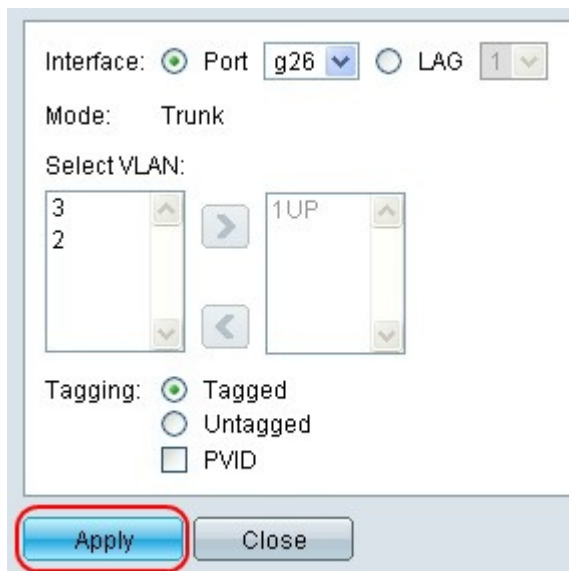 Interface: Port g26 LAG 1
Mode: Trunk
Select VLAN:
3
2
1UP
Tagging: Tagged
Untagged
PVID
Apply Close